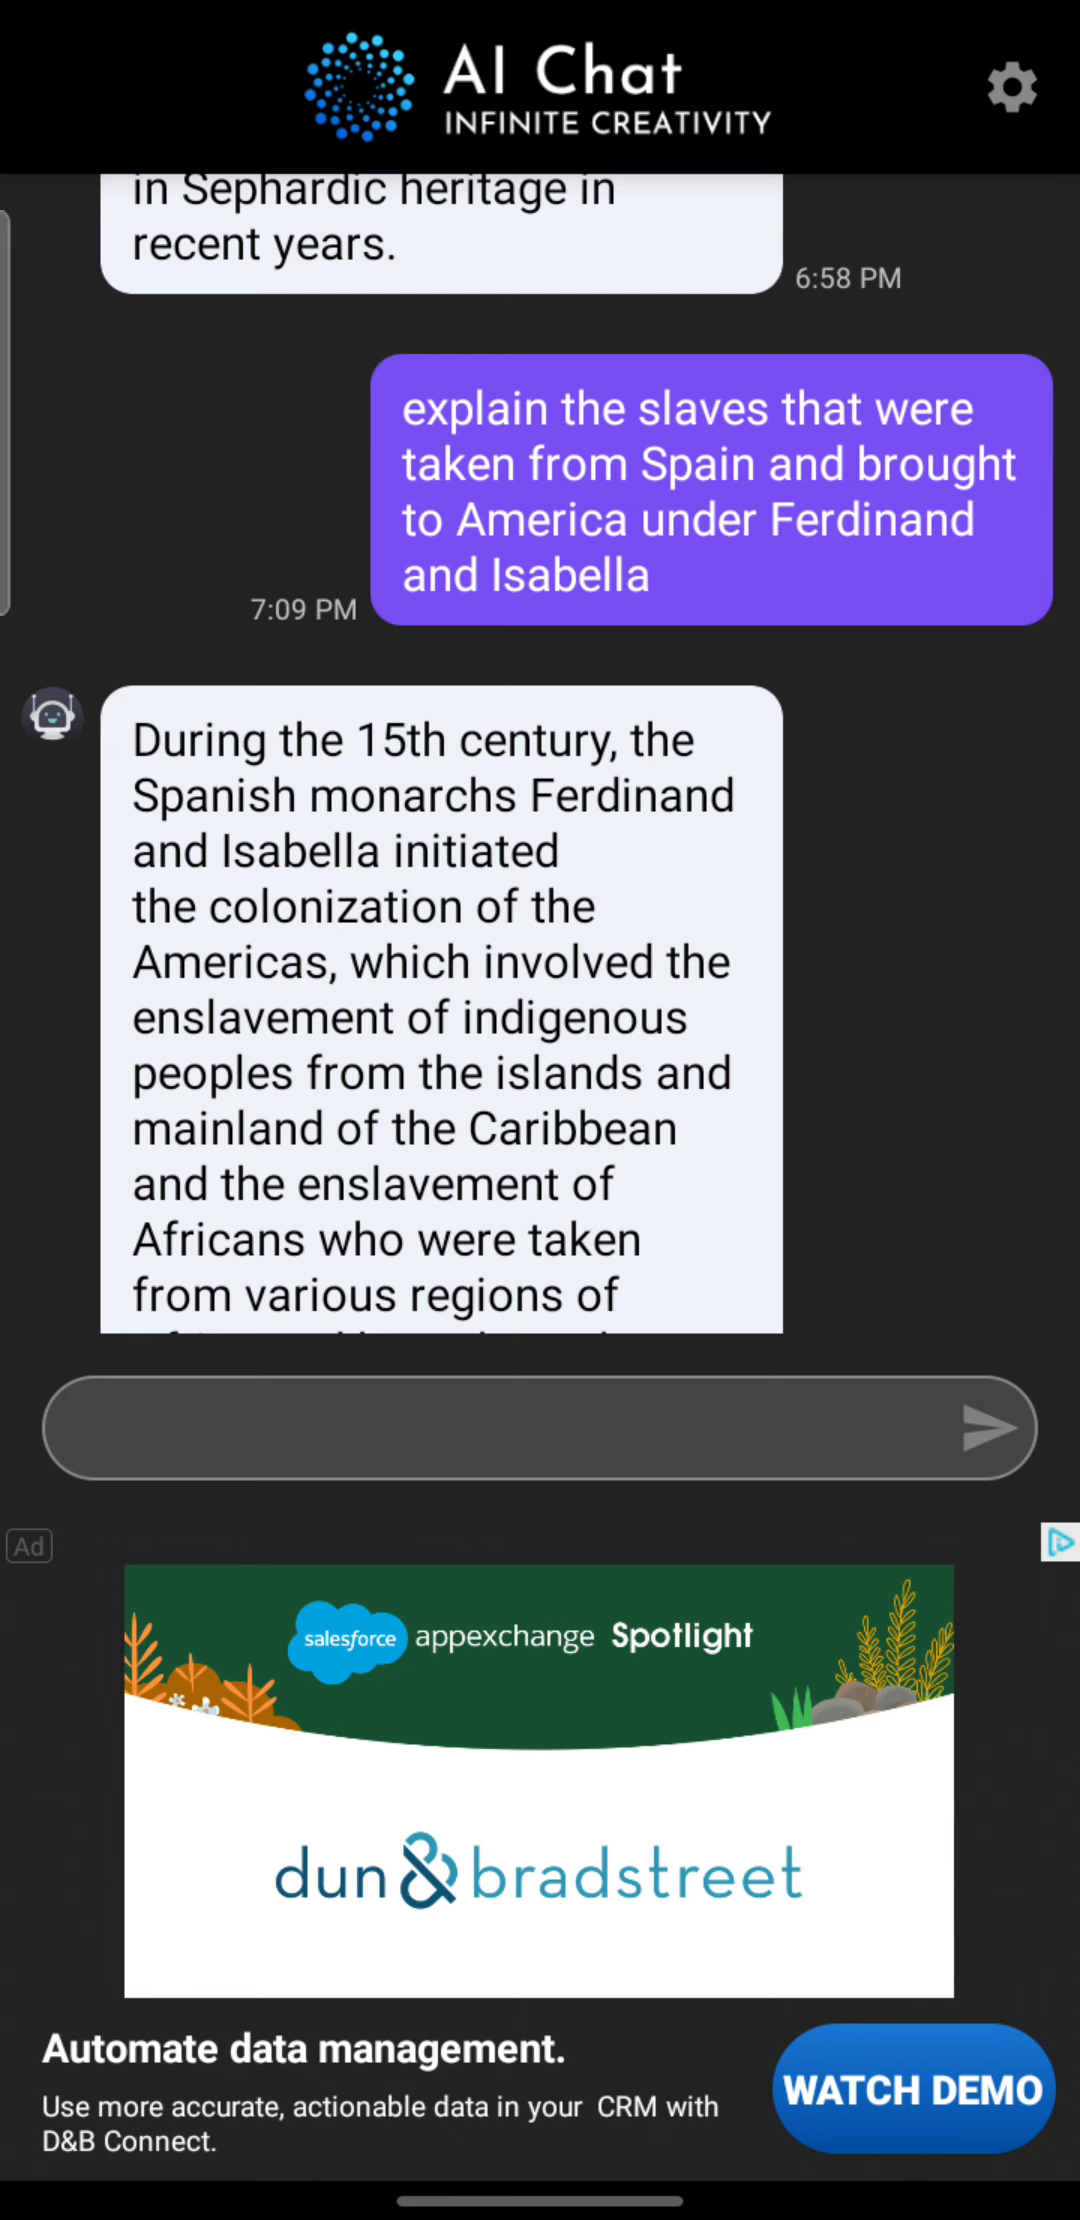 AI Chat
INFINITE CREATIVITY
in Sephardic heritage in
recent years.
6:58 PM
explain the slaves that were
taken from Spain and brought
to America under Ferdinand
and Isabella
7:09 PM
During the 15th century, the
Spanish monarchs Ferdinand
and Isabella initiated
the colonization of the
Americas, which involved the
enslavement of indigenous
peoples from the islands and
mainland of the Caribbean
and the enslavement of
Africans who were taken
from various regions of
Ad
salesforce appexchange Spotlight
dun & bradstreet
Automate data management.
Use more accurate, actionable data in your CRM with
D&B Connect.
WATCH DEMO